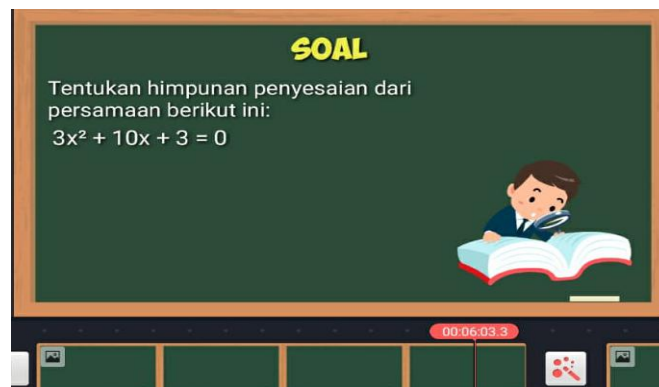 SOAL
Tentukan himpunan penyesaian dari
persamaan berikut ini:
3x² + 10x + 3 = 0
00:06:03.3